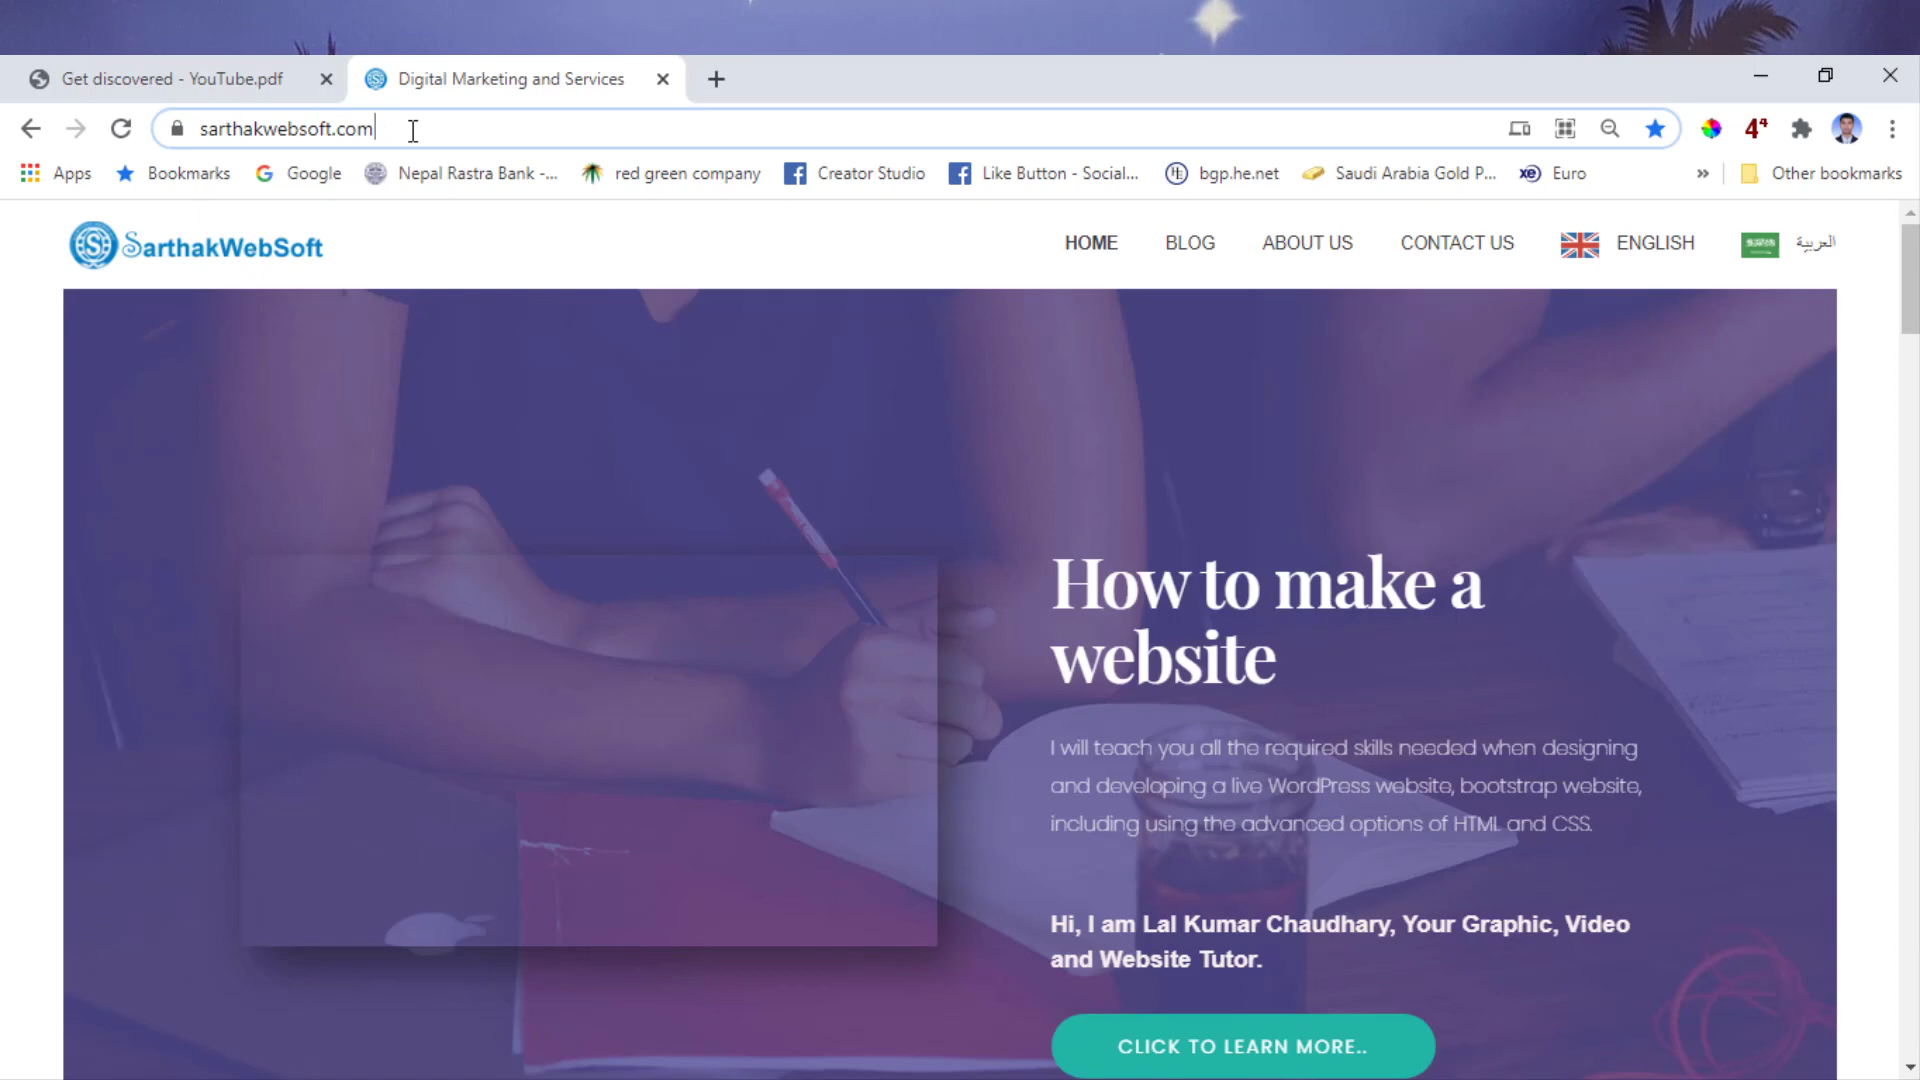 Get discovered - YouTube.pdf
Digital Marketing and Services
sarthakwebsoft.com
4⁴
Apps
Bookmarks
Google
Nepal Rastra Bank -...
red green company
Creator Studio
Like Button - Social...
HE
bgp.he.net
Saudi Arabia Gold P...
xe
Euro
»
Other bookmarks
S SarthakWebSoft
HOME
BLOG
ABOUT US
CONTACT US
ENGLISH
العربية
How to make a
website
I will teach you all the required skills needed when designing
and developing a live WordPress website, bootstrap website,
including using the advanced options of HTML and CSS.
Hi, I am Lal Kumar Chaudhary, Your Graphic, Video
and Website Tutor.
CLICK TO LEARN MORE..